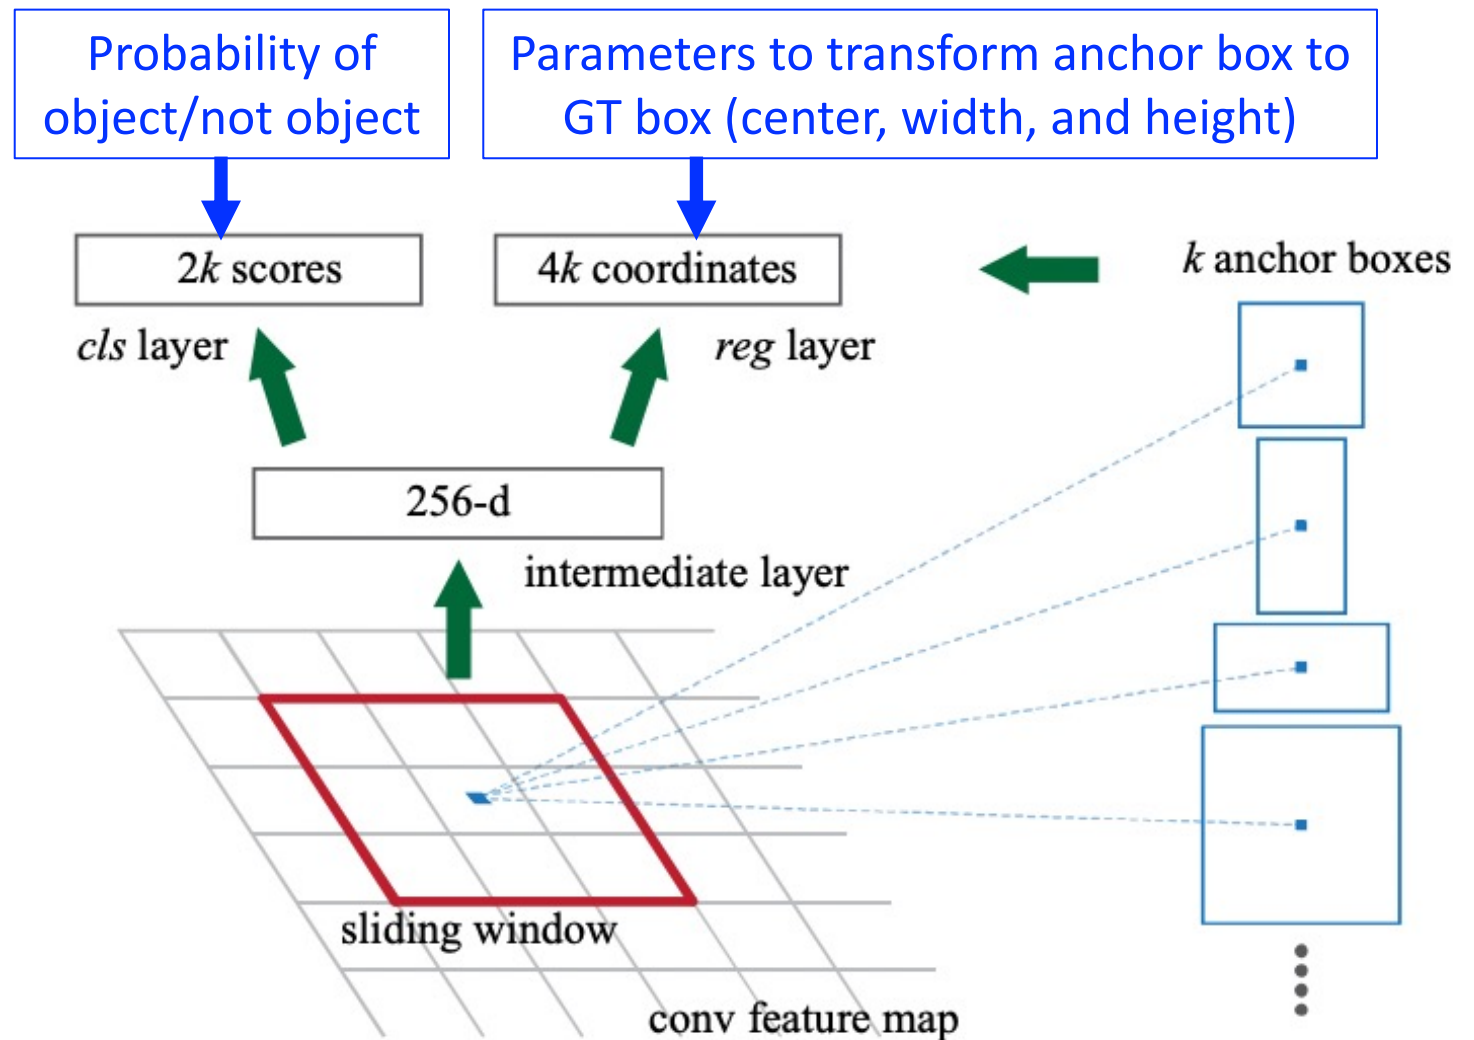 Probability of
object/not object
Parameters to transform anchor box to
GT box (center, width, and height)
2k scores
4k coordinates
k anchor boxes
cls layer
reg layer
256-d
intermediate layer
sliding window
conv feature map